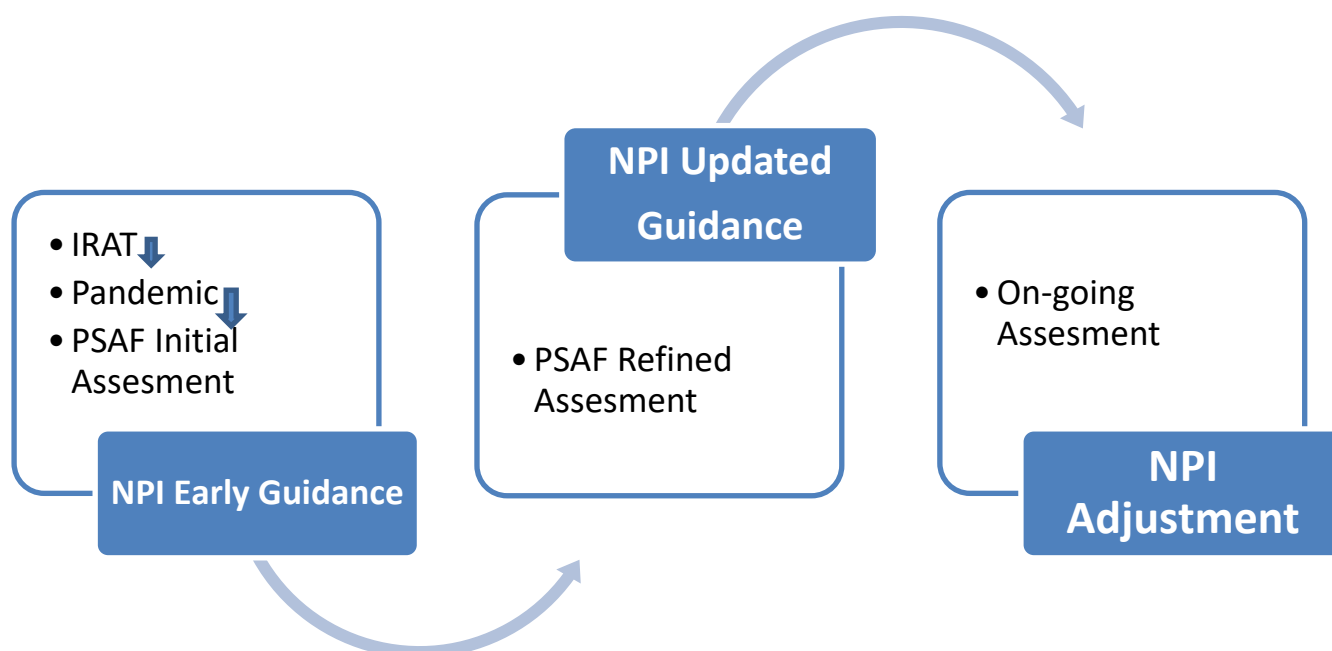 • IRAT
• Pandemic
• PSAF Initial
Assesment
NPI Early Guidance
NPI Updated
Guidance
• PSAF Refined
Assesment
• On-going
Assesment
NPI
Adjustment